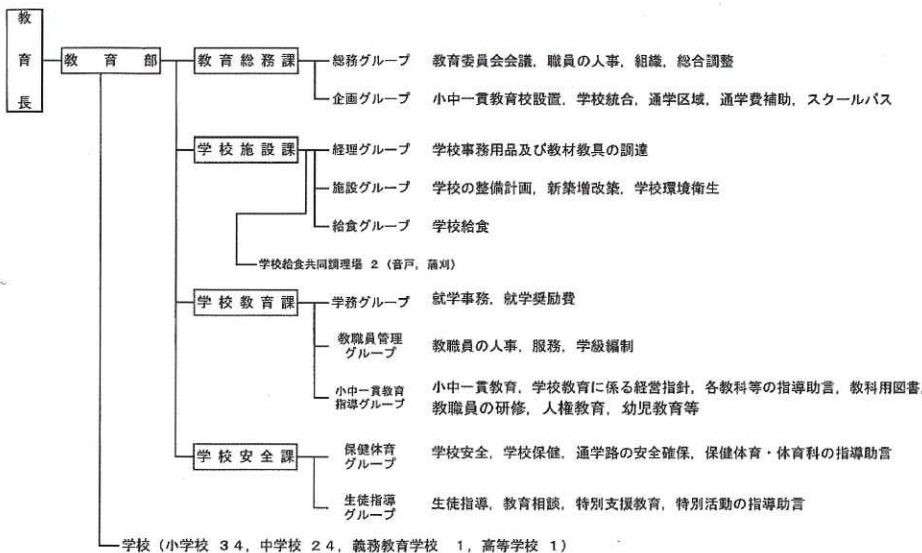 教育長
教育部
教育総務課
総務グループ 教育委員会会議，職員の人事，組織，総合調整
企画グループ 小中一貫教育校設置，学校統合，通学区域，通学費補助，スクールバス
学校施設課
経理グループ 学校事務用品及び教材教具の調達
施設グループ 学校の整備計画，新築増改築，学校環境衛生
給食グループ 学校給食
学校給食共同調理場 2（音戸，蒲刈）
学校教育課
学務グループ 就学事務，就学奨励費
教職員管理
グループ 教職員の人事，服務，学級編制
小中一貫教育
指導グループ 小中一貫教育，学校教育に係る経営指針，各教科等の指導助言，教科用図書，
教職員の研修，人権教育，幼児教育等
学校安全課
保健体育
グループ 学校安全，学校保健，通学路の安全確保，保健体育・体育科の指導助言
生徒指導
グループ 生徒指導，教育相談，特別支援教育，特別活動の指導助言
学校（小学校 34，中学校 24，義務教育学校 1，高等学校 1）